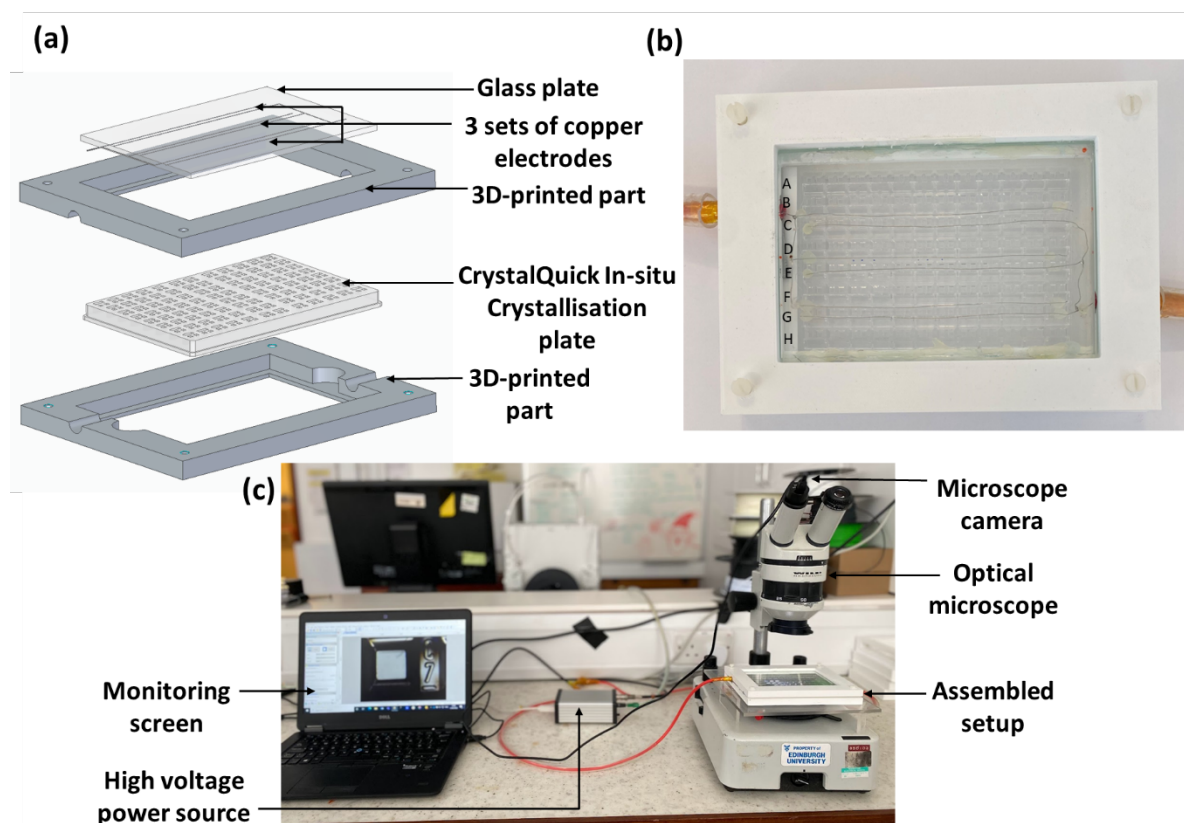 (a)
Glass plate
3 sets of copper
electrodes
3D-printed part
CrystalQuick In-situ
Crystallisation
plate
3D-printed
part
(b)
A
B
C
D
E
F
G
H
(c)
Microscope
camera
Optical
microscope
Assembled
setup
Monitoring
screen
High voltage
power source
PROPERTY of
EDINBURGH
UNIVERSITY
DELL